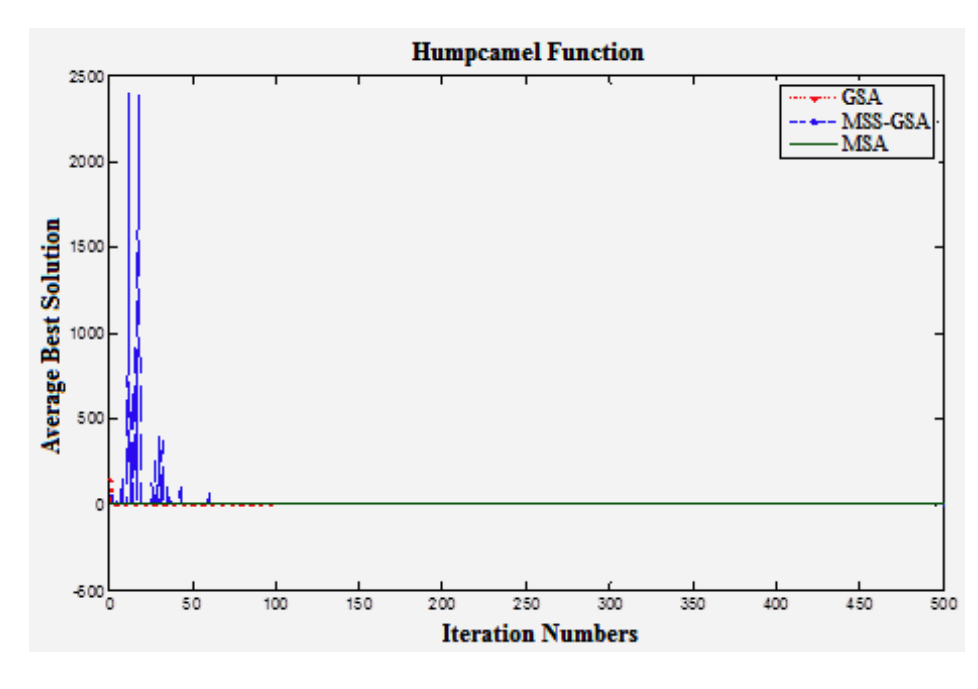 Humpcamel Function
2500
2000
1500
1000
500
0
-500
Average Best Solution
GSA
MSS-GSA
MSA
0 50 100 150 200 250 300 350 400 450 500
Iteration Numbers